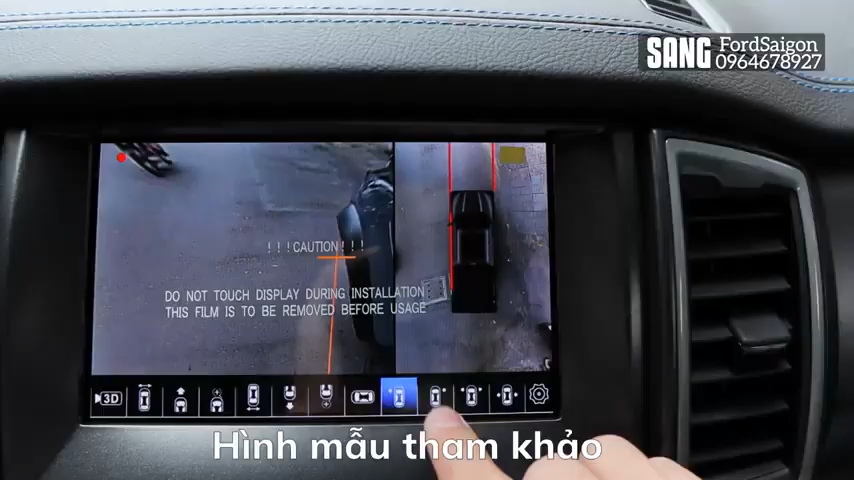 SANG FordSaigon
0964678927
!!!CAUTION!!!
DO NOT TOUCH DISPLAY DURING INSTALLATION
THIS FILM IS TO BE REMOVED BEFORE USAGE
3D
Hình mẫu tham khảo